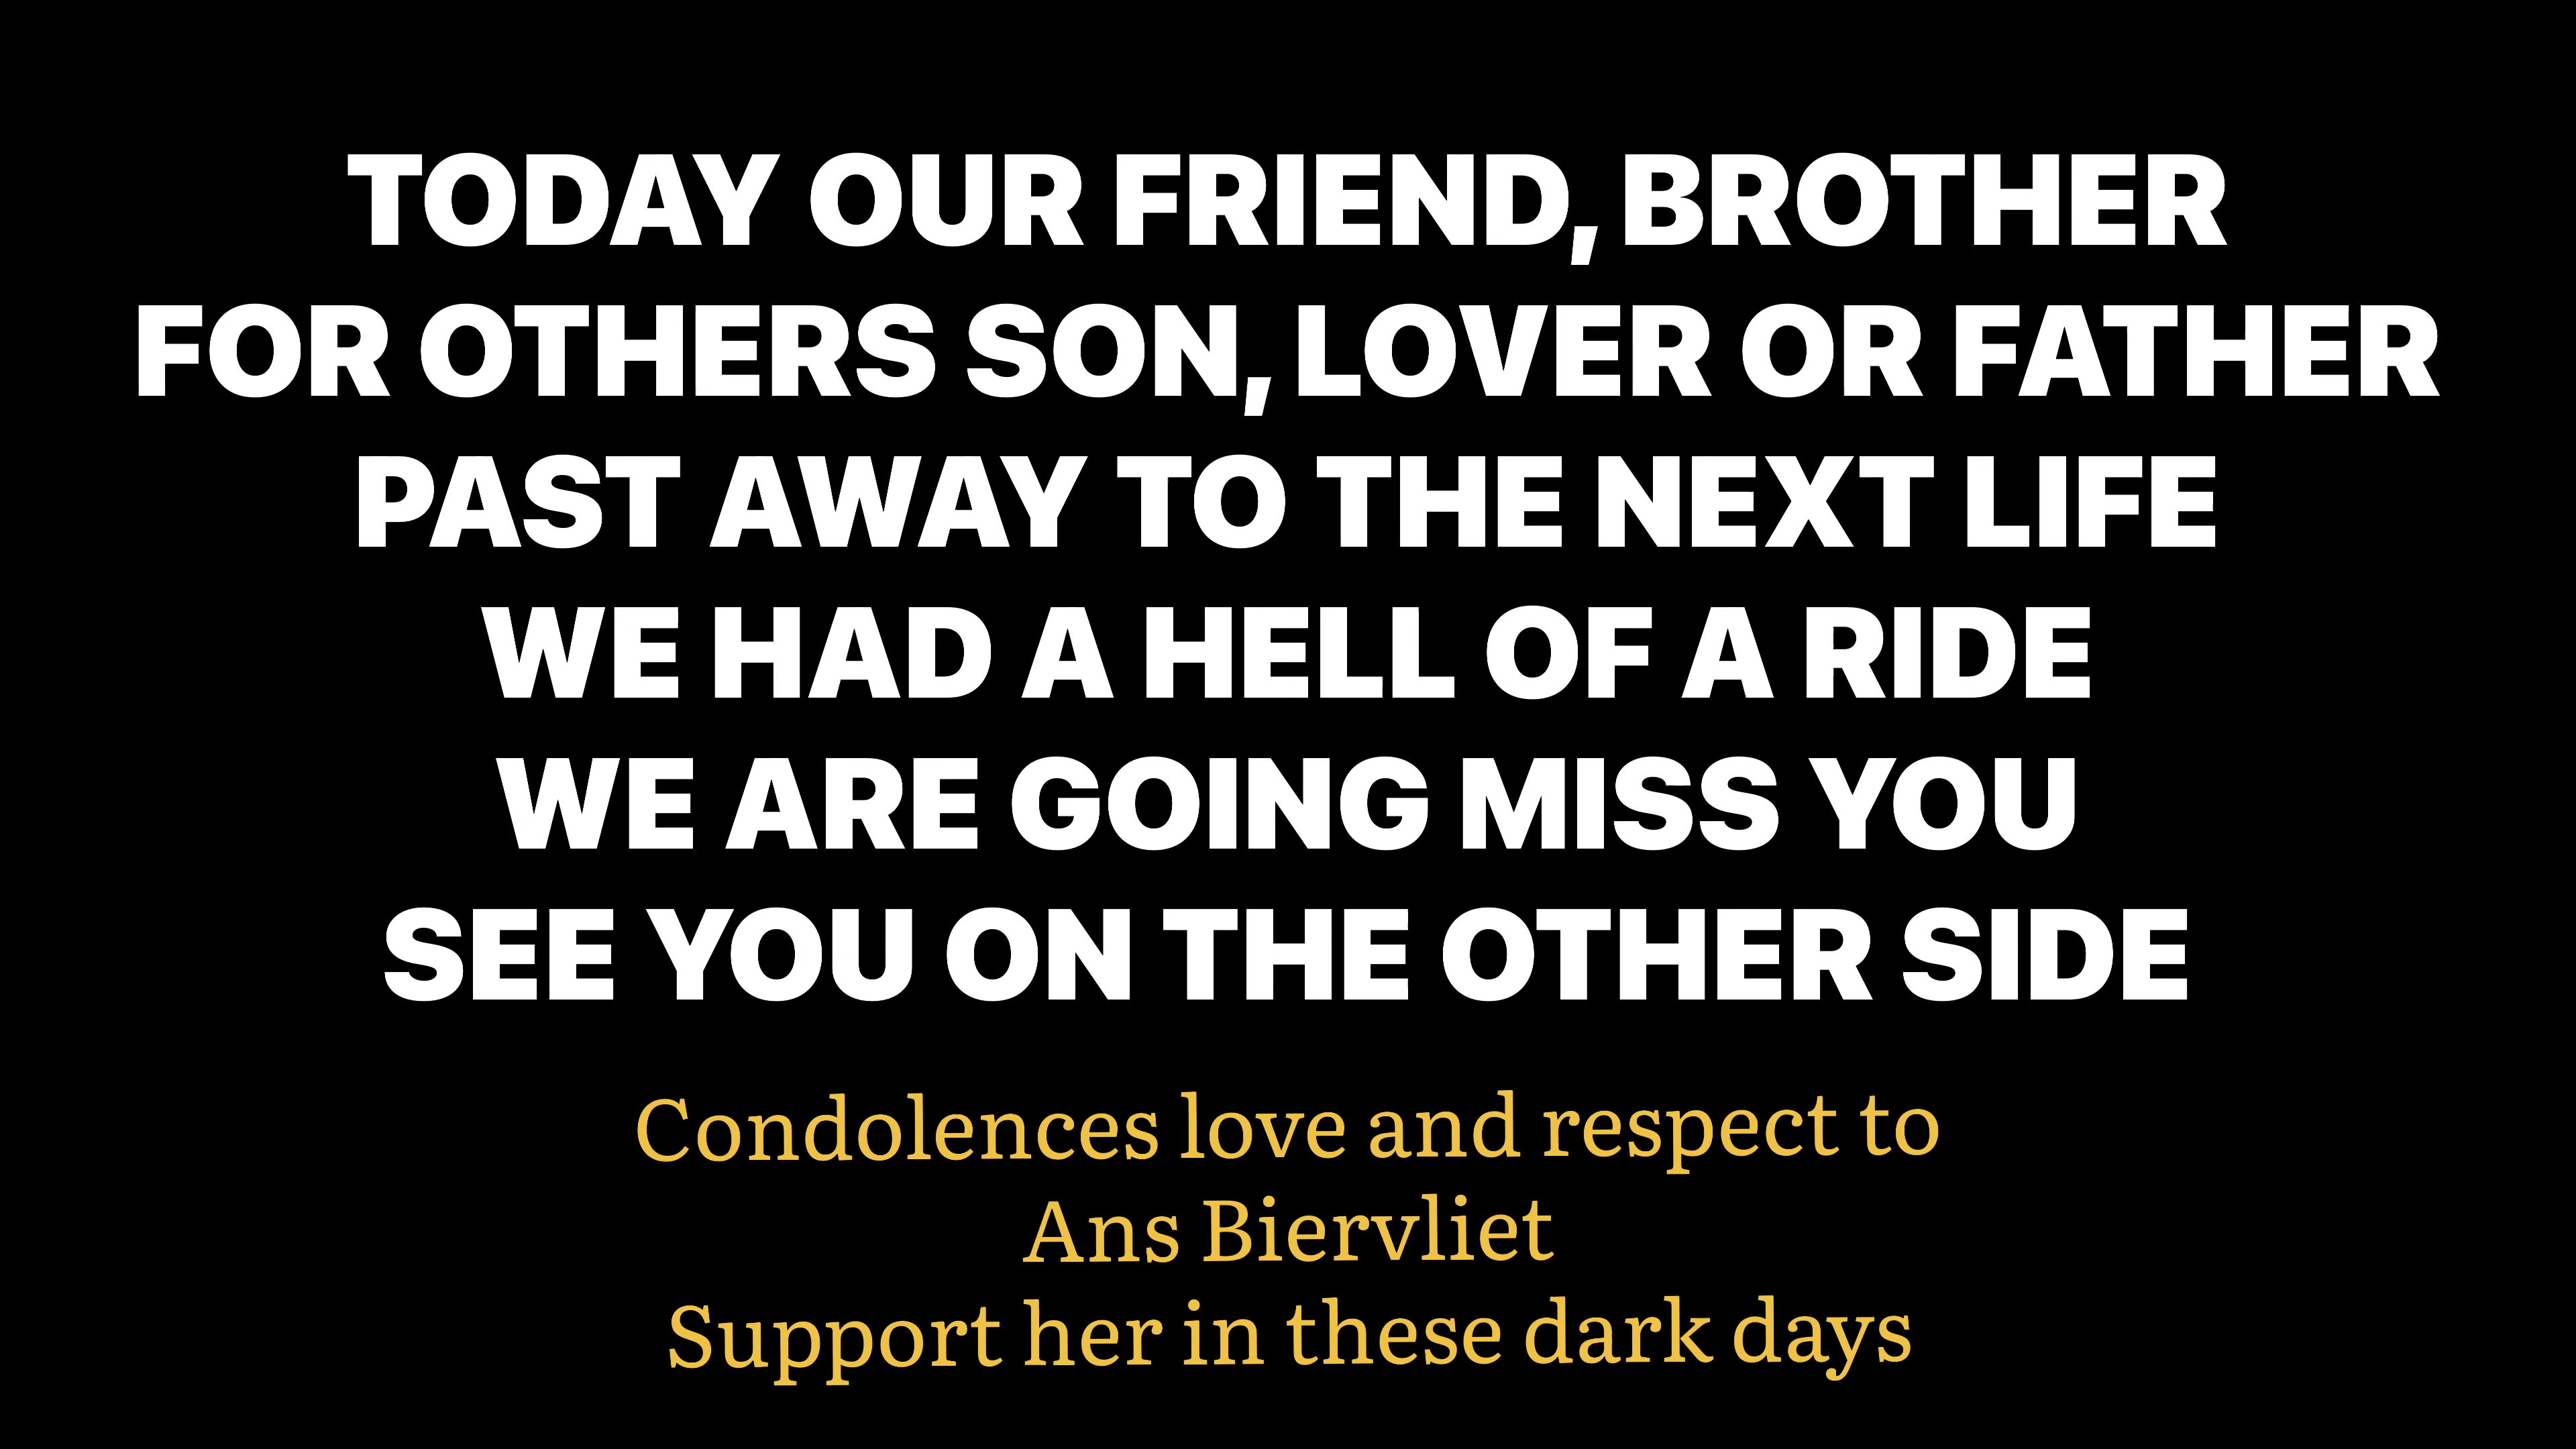 TODAY OUR FRIEND, BROTHER
FOR OTHERS SON, LOVER OR FATHER
PAST AWAY TO THE NEXT LIFE
WE HAD A HELL OF A RIDE
WE ARE GOING MISS YOU
SEE YOU ON THE OTHER SIDE
Condolences love and respect to
Ans Biervliet
Support her in these dark days